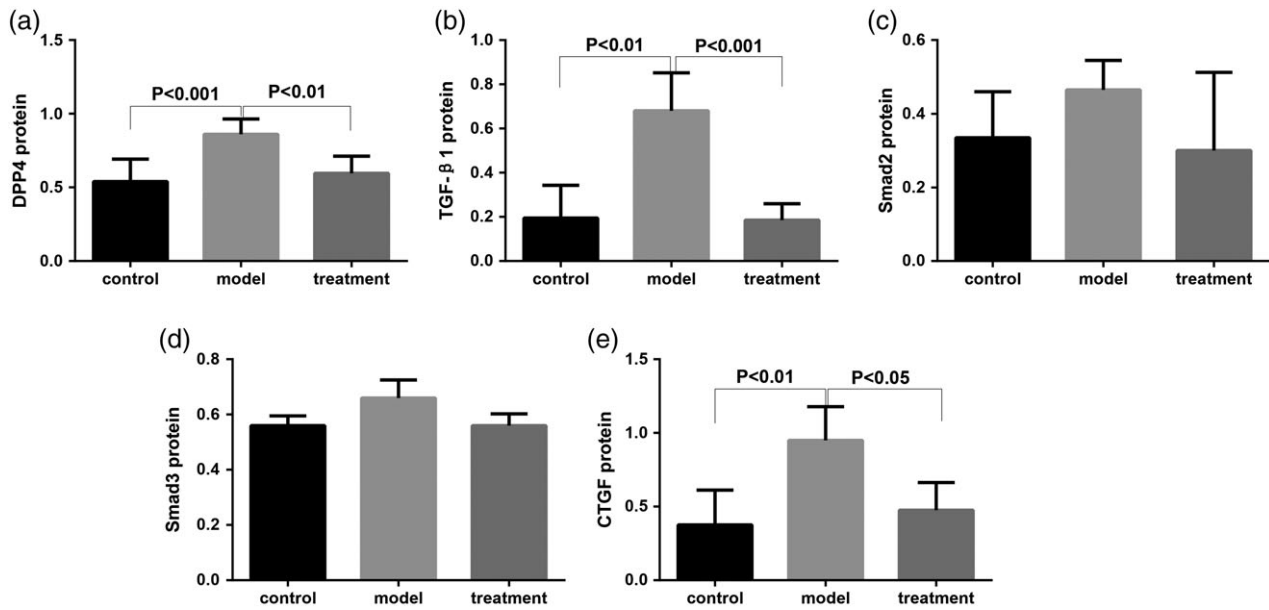 (a)
DPP4 protein
1.5
1.0
0.5
0.0
P<0.001
P<0.01
control
model
treatment
(b)
TGF-β1 protein
1.0
0.8
0.6
0.4
0.2
0.0
P<0.01
P<0.001
control
model
treatment
(c)
Smad2 protein
0.6
0.4
0.2
0.0
control
model
treatment
(d)
Smad3 protein
0.8
0.6
0.4
0.2
0.0
control
model
treatment
(e)
CTGF protein
1.5
1.0
0.5
0.0
P<0.01
P<0.05
control
model
treatment